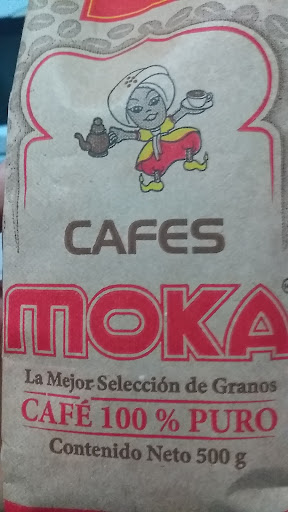 CAFES
MOKA
La Mejor Selección de Granos
CAFÉ 100 % PURO
Contenido Neto 500 g